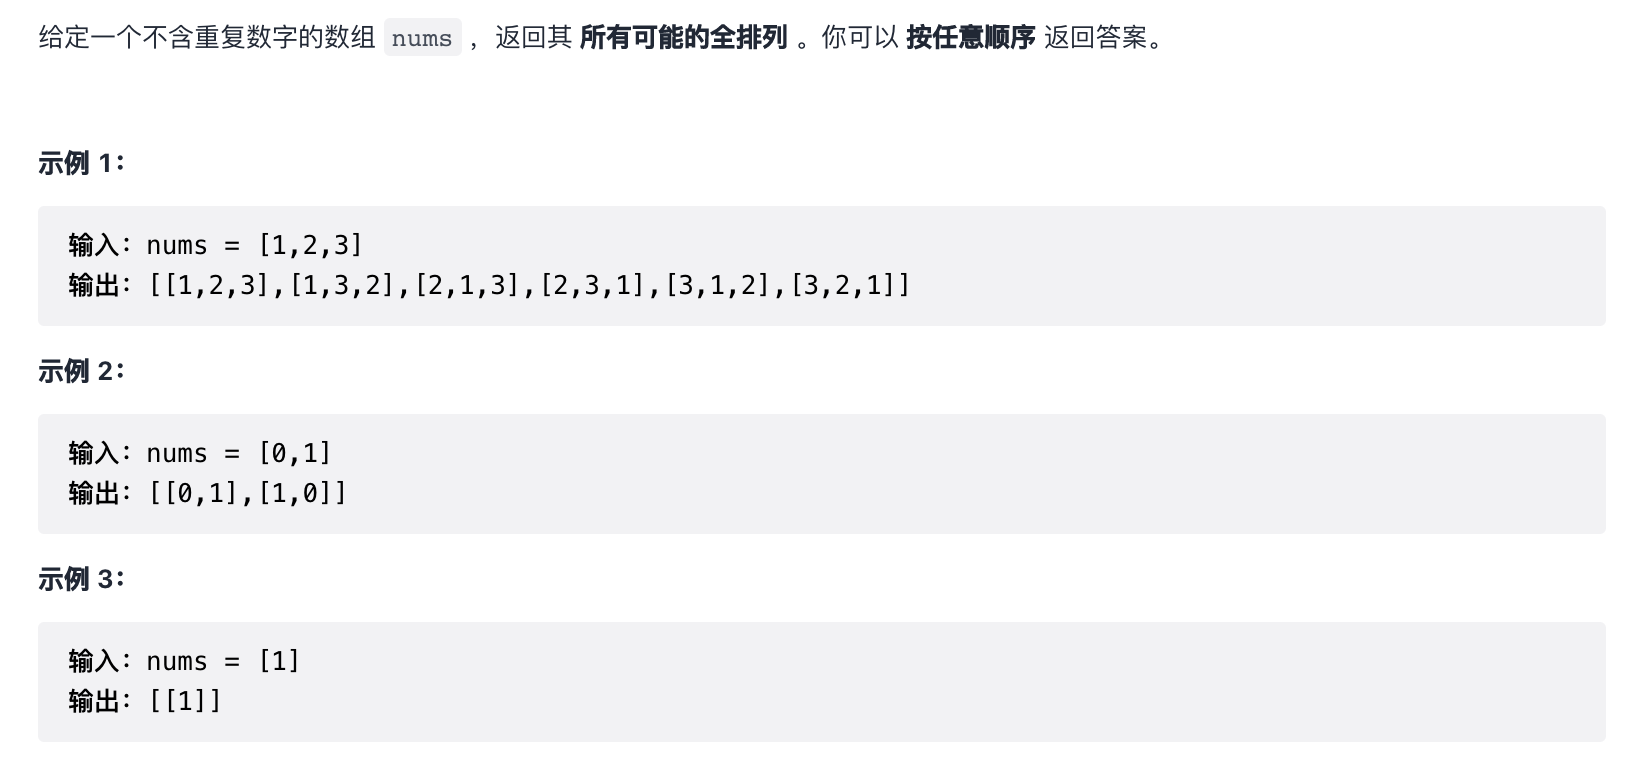 给定一个不含重复数字的数组 nums ，返回其 所有可能的全排列 。你可以 按任意顺序 返回答案。
示例 1：
输入：nums = [1,2,3]
输出：[[1,2,3],[1,3,2],[2,1,3],[2,3,1],[3,1,2],[3,2,1]]
示例 2：
输入：nums = [0,1]
输出：[[0,1],[1,0]]
示例 3：
输入：nums = [1]
输出：[[1]]